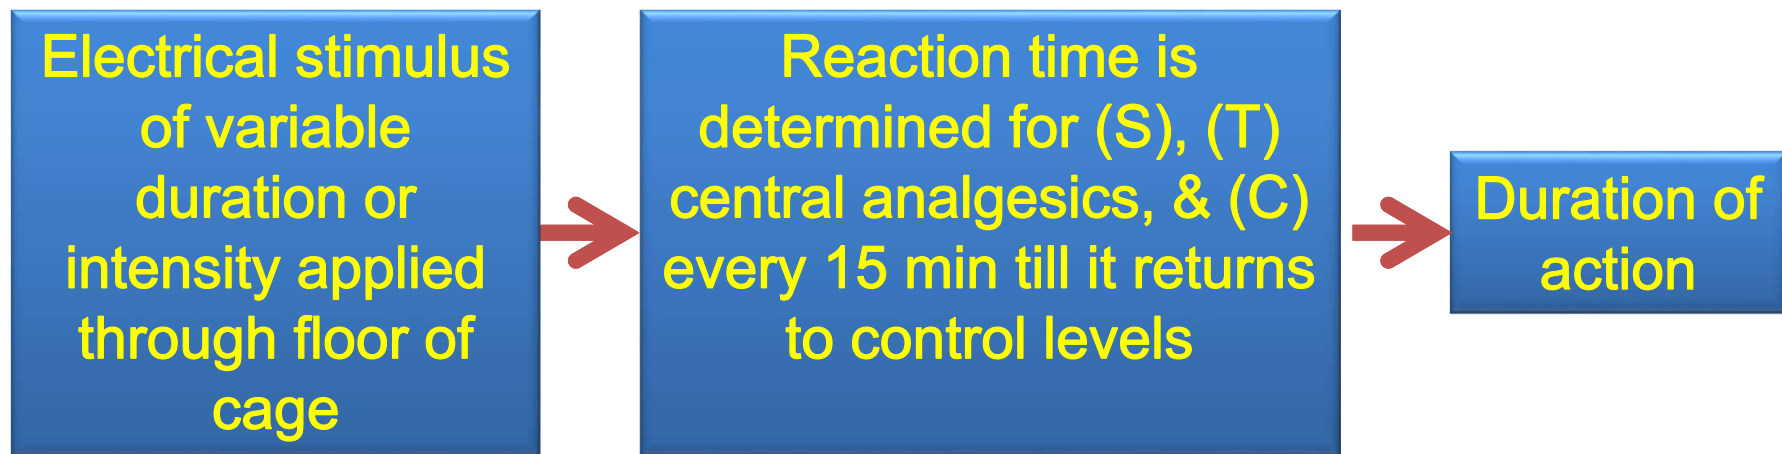 Electrical stimulus
of variable
duration or
intensity applied
through floor of
cage
Reaction time is
determined for (S), (T)
central analgesics, & (C)
every 15 min till it returns
to control levels
Duration of
action